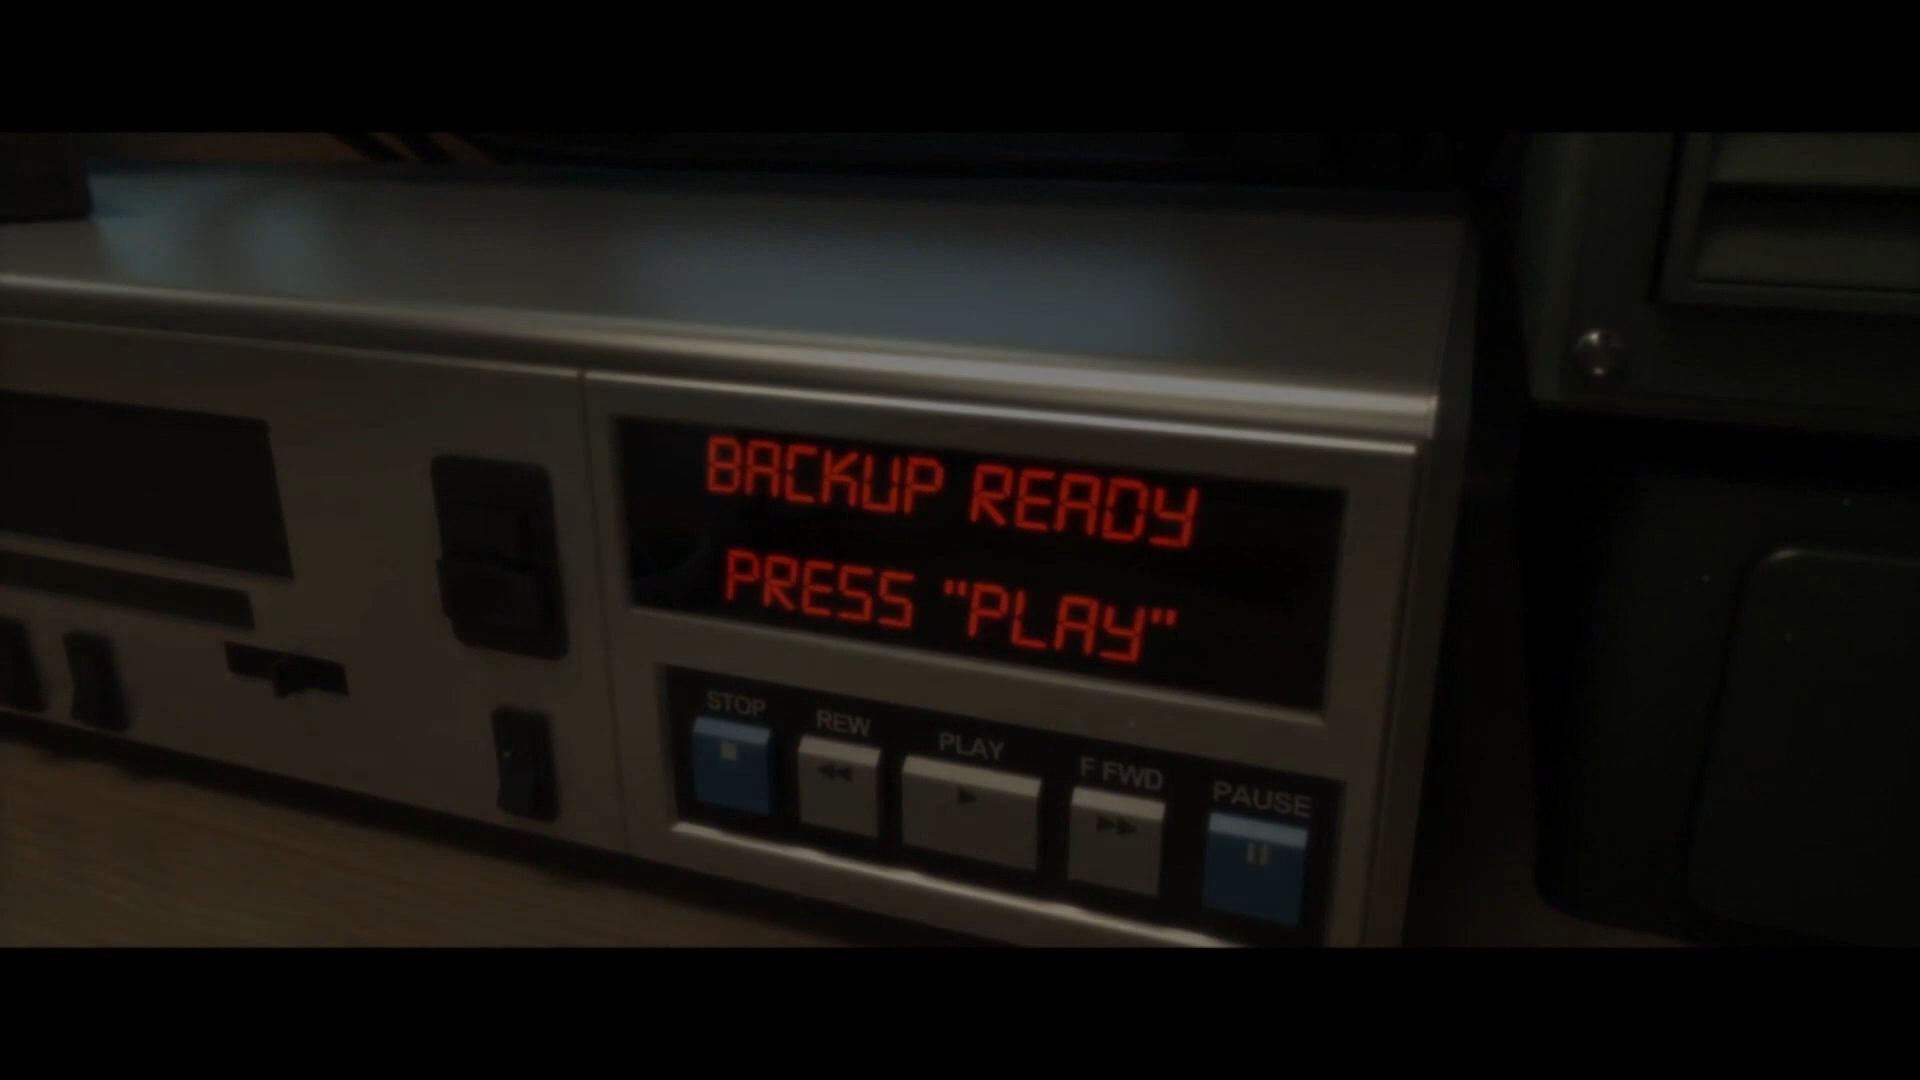 BACKUP READY
PRESS "PLAY"
STOP
REW
PLAY
F FWD
PAUSE